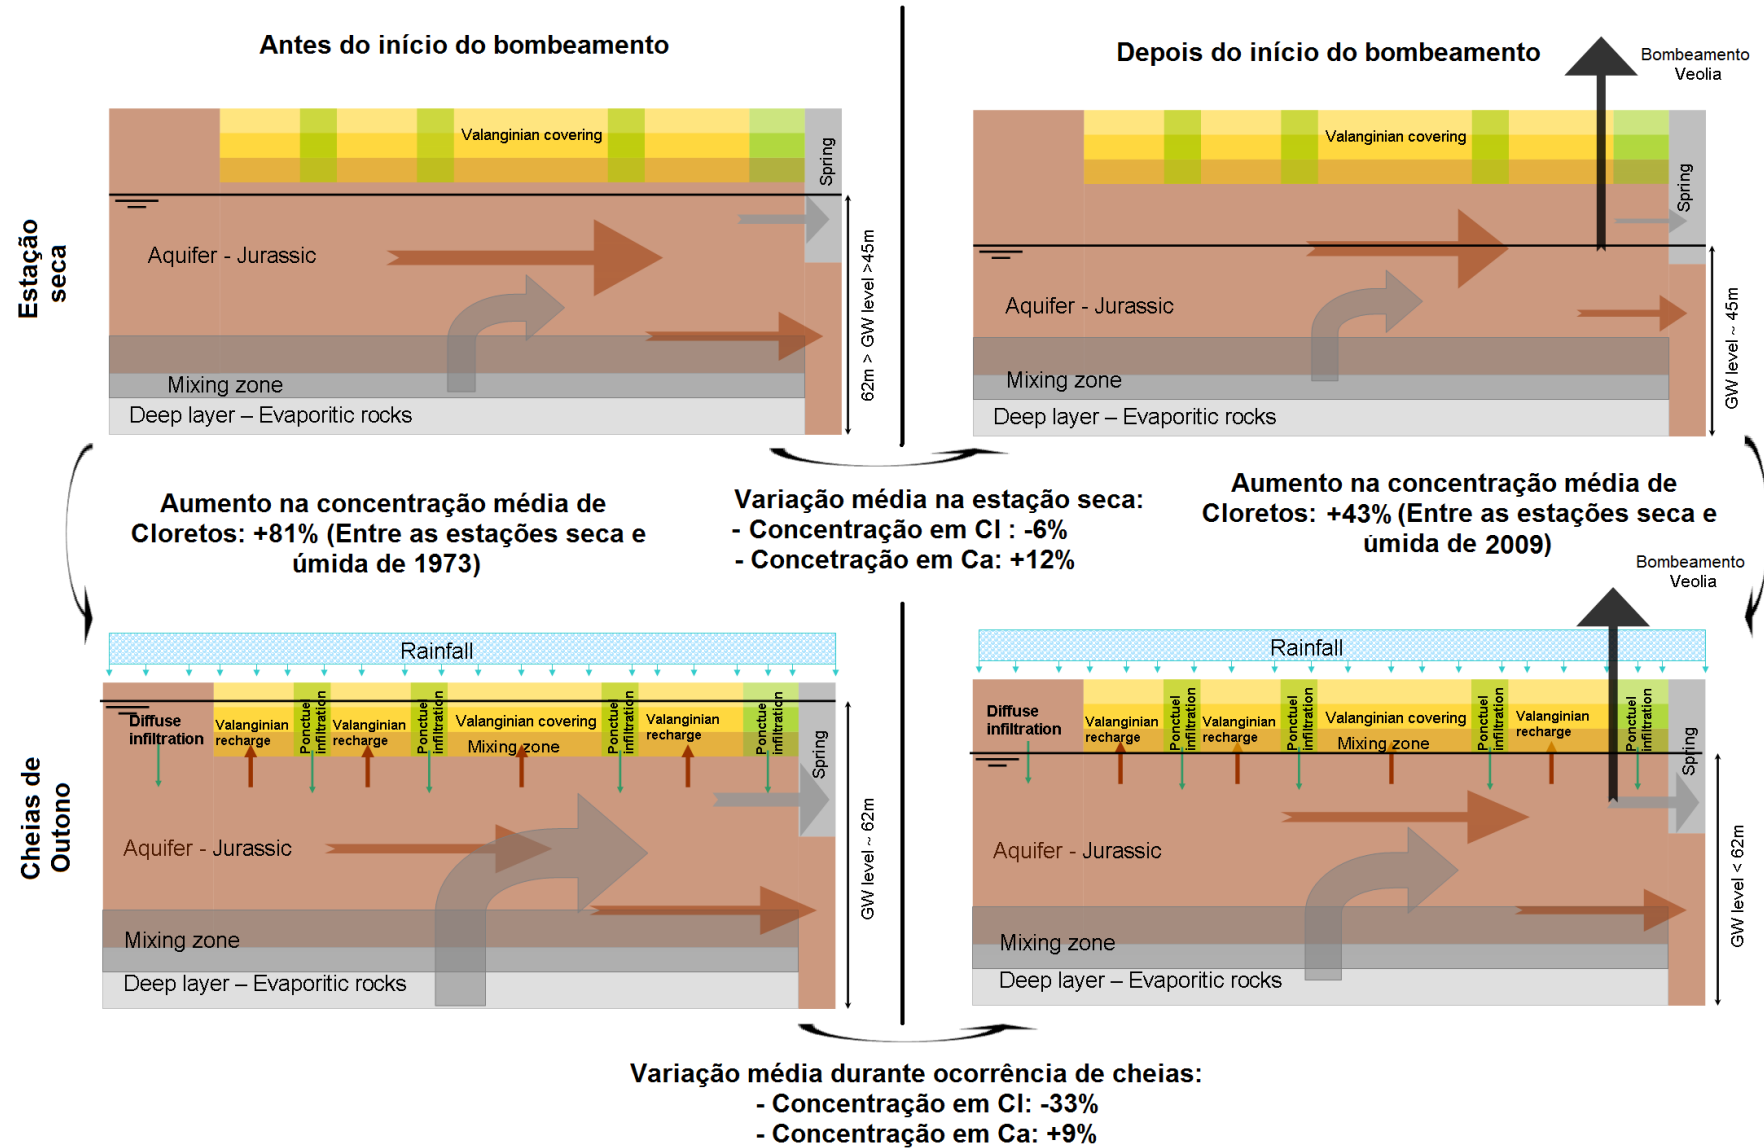 Antes do início do bombeamento
Depois do início do bombeamento
Bombeamento
Veolia
Estação
seca
Valanginian covering
Spring
Aquifer - Jurassic
62m > GW level >45m
Mixing zone
Deep layer – Evaporitic rocks
Valanginian covering
Spring
Aquifer - Jurassic
GW level ~ 45m
Mixing zone
Deep layer – Evaporitic rocks
Aumento na concentração média de
Cloretos: +81% (Entre as estações seca e
úmida de 1973)
Variação média na estação seca:
- Concentração em Cl : -6%
- Concetração em Ca: +12%
Aumento na concentração média de
Cloretos: +43% (Entre as estações seca e
úmida de 2009)
Bombeamento
Veolia
Cheias de
Outono
Rainfall
Diffuse
infiltration
Valanginian
recharge
Ponctuel
infiltration
Valanginian
recharge
Ponctuel
infiltration
Valanginian covering
Mixing zone
Ponctuel
infiltration
Valanginian
recharge
Ponctue
infiltration
Spring
Aquifer - Jurassic
GW level ~ 62m
Mixing zone
Deep layer – Evaporitic rocks
Rainfall
Diffuse
infiltration
Valanginian
recharge
Ponctuel
infiltration
Valanginian
recharge
Ponctuel
infiltration
Valanginian covering
Mixing zone
Ponctuel
infiltration
Valanginian
recharge
Ponctuel
infiltration
Spring
Aquifer - Jurassic
GW level < 62m
Mixing zone
Deep layer – Evaporitic rocks
Variação média durante ocorrência de cheias:
- Concentração em Cl: -33%
- Concentração em Ca: +9%